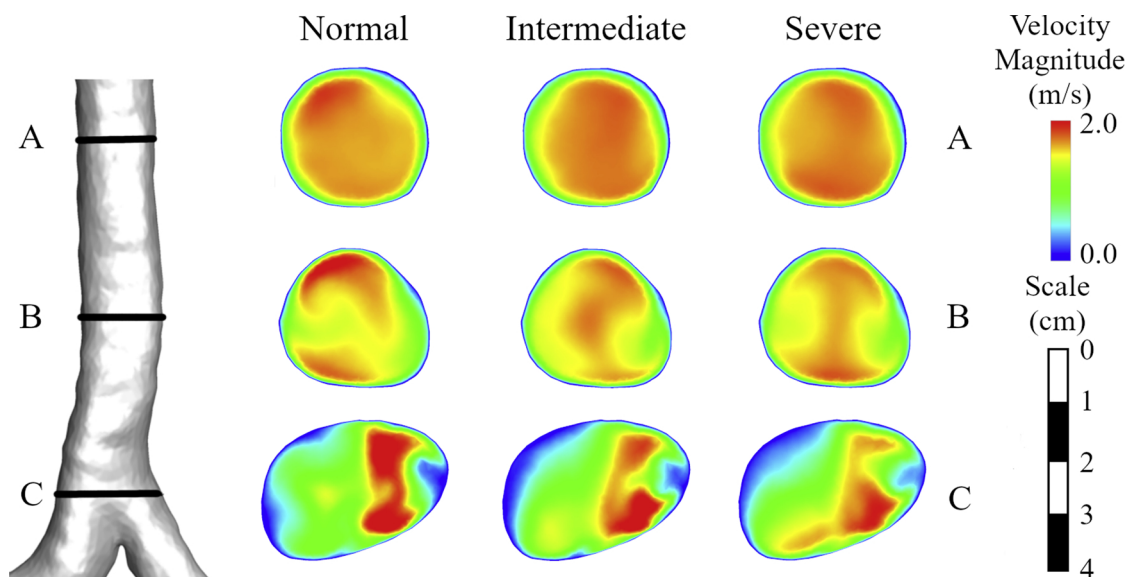 Normal
Intermediate
Severe
Velocity
Magnitude
(m/s)
A
A
2.0
0.0
B
B
Scale
(cm)
0
1
2
3
4
C
C